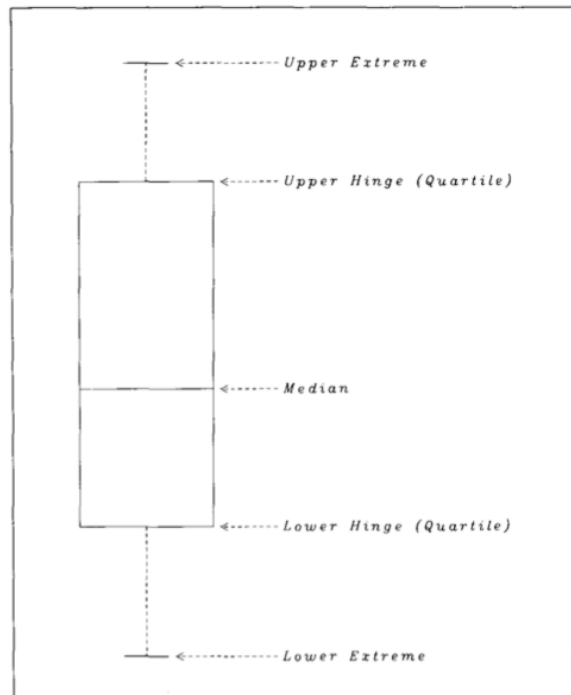 Upper Extreme
Upper Hinge (Quartile)
Median
Lower Hinge (Quartile)
Lower Extreme